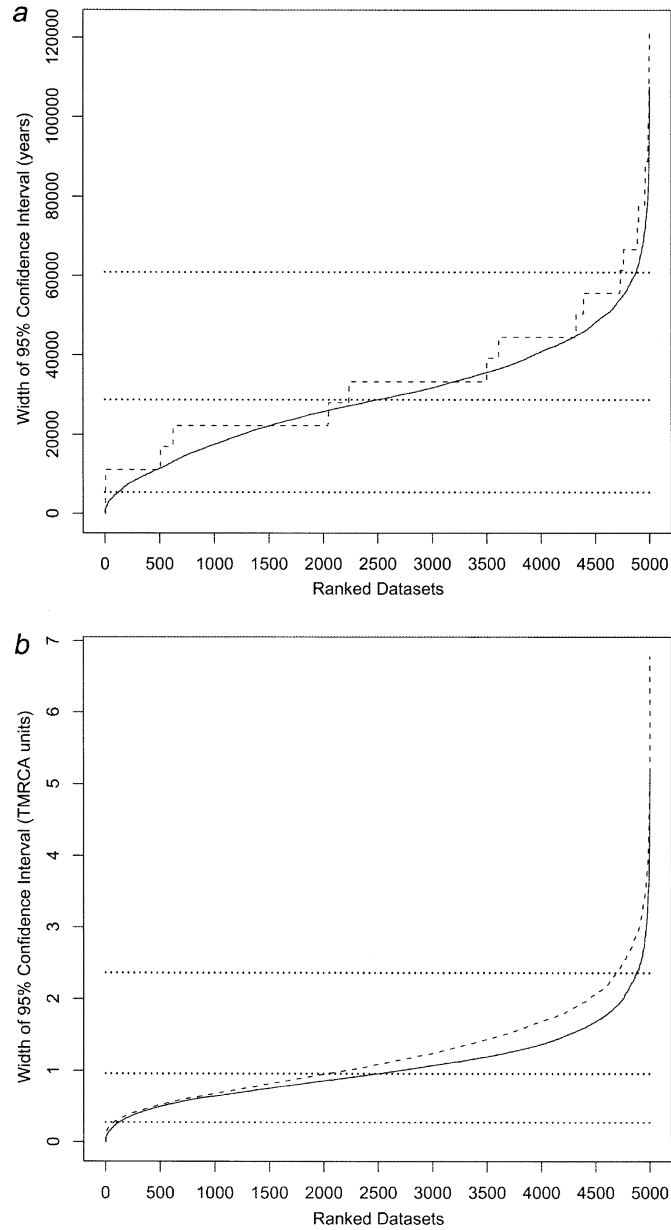 a
Width of 95% Confidence Interval (years)
120000
100000
80000
60000
40000
20000
0
0 500 1000 1500 2000 2500 3000 3500 4000 4500 5000
Ranked Datasets
b
Width of 95% Confidence Interval (TMRCA units)
7
6
5
4
3
2
1
0
0 500 1000 1500 2000 2500 3000 3500 4000 4500 5000
Ranked Datasets